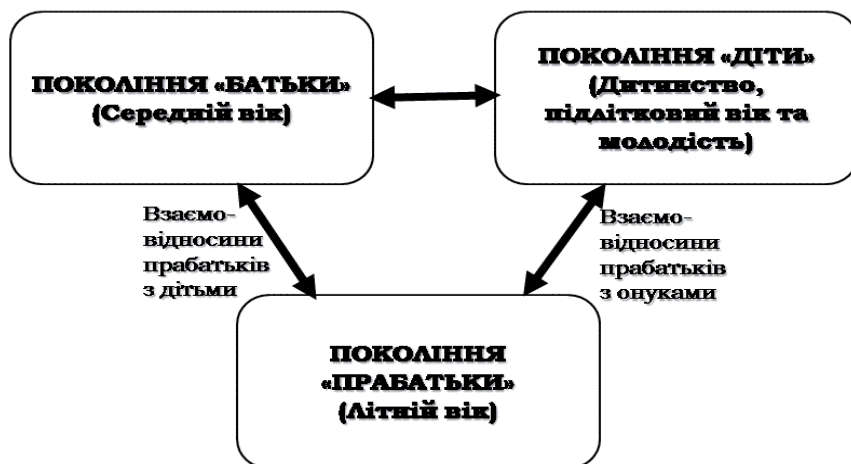 ПОКОЛІННЯ «БАТЬКИ»
(Середній вік)
ПОКОЛІННЯ «ДІТИ»
(Дитинство,
підлітковий вік та
молодість)
Взаємо-
відносини
прабатьків
з дітьми
Взаємо-
відносини
прабатьків
з онуками
ПОКОЛІННЯ
«ПРАБАТЬКИ»
(Літній вік)